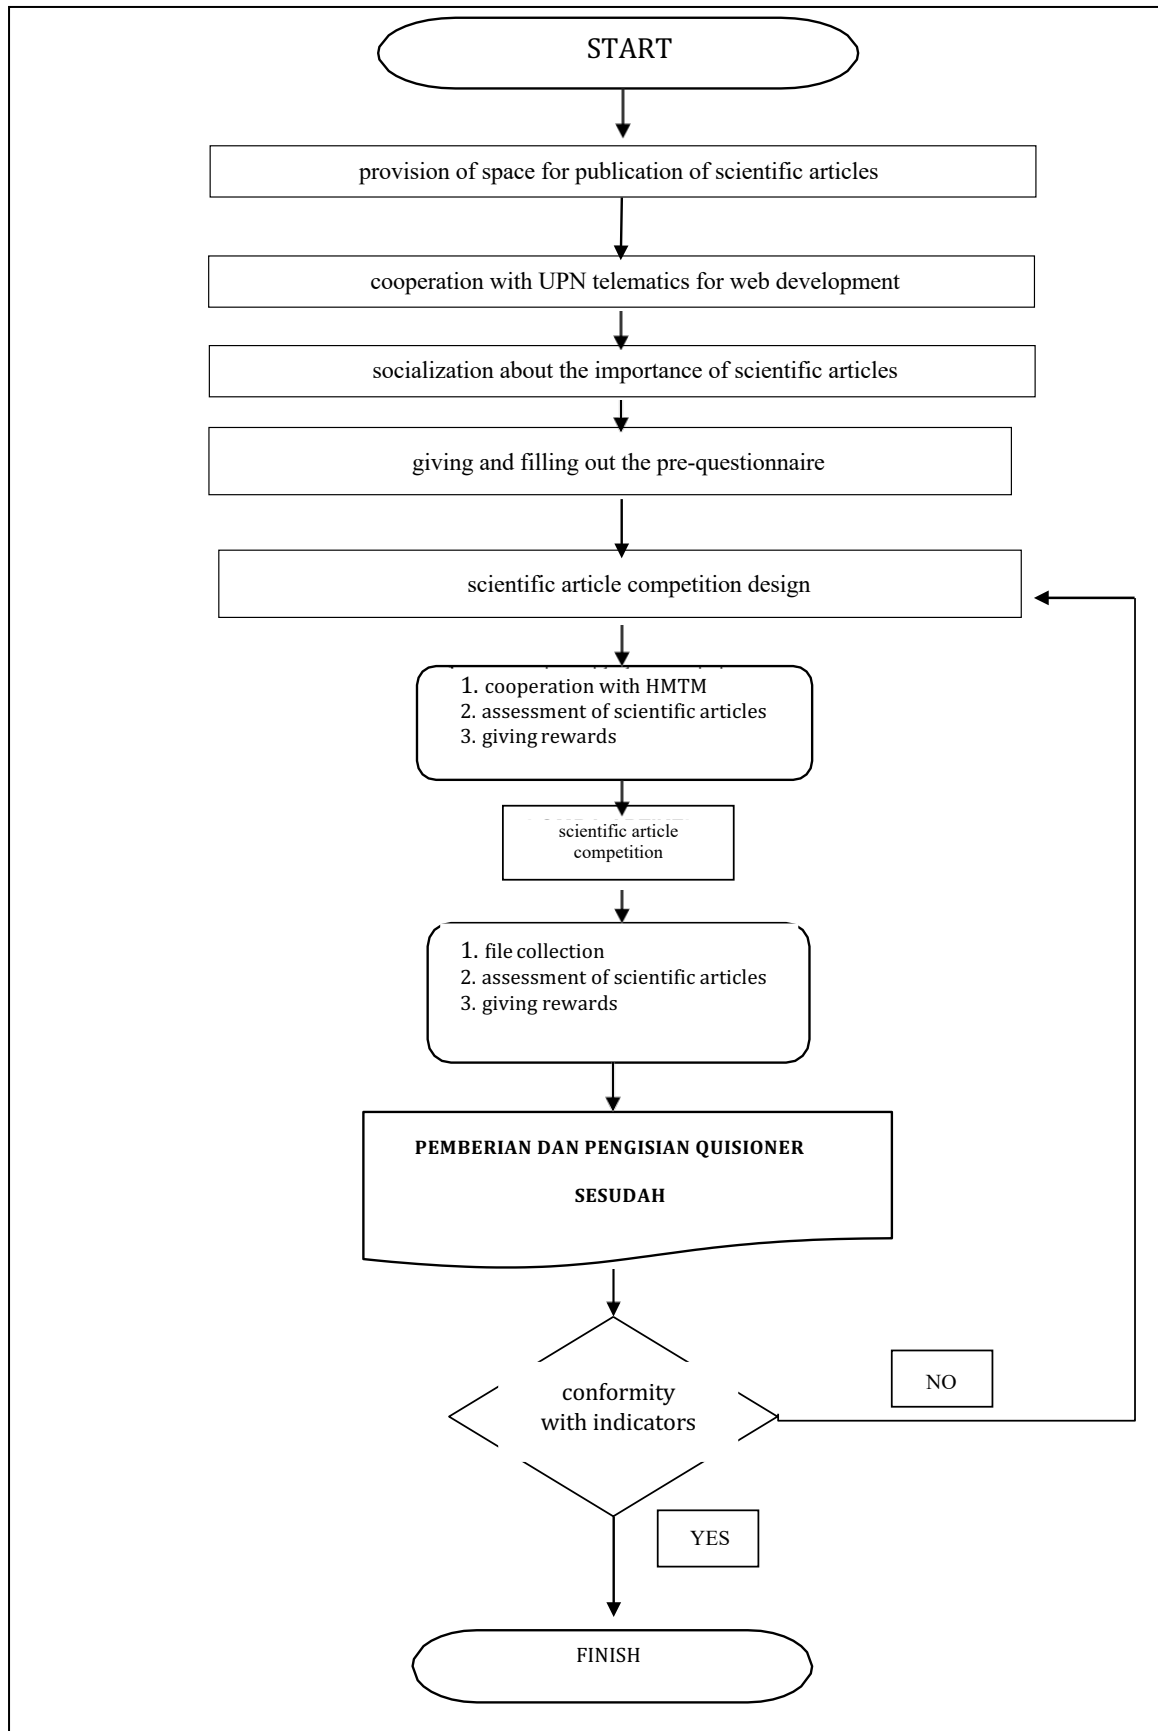 START
provision of space for publication of scientific articles
cooperation with UPN telematics for web development
socialization about the importance of scientific articles
giving and filling out the pre-questionnaire
scientific article competition design
1. cooperation with HMTM
2. assessment of scientific articles
3. giving rewards
scientific article
competition
1. file collection
2. assessment of scientific articles
3. giving rewards
PEMBERIAN DAN PENGISIAN QUISIONER
SESUDAH
conformity
with indicators
NO
YES
FINISH